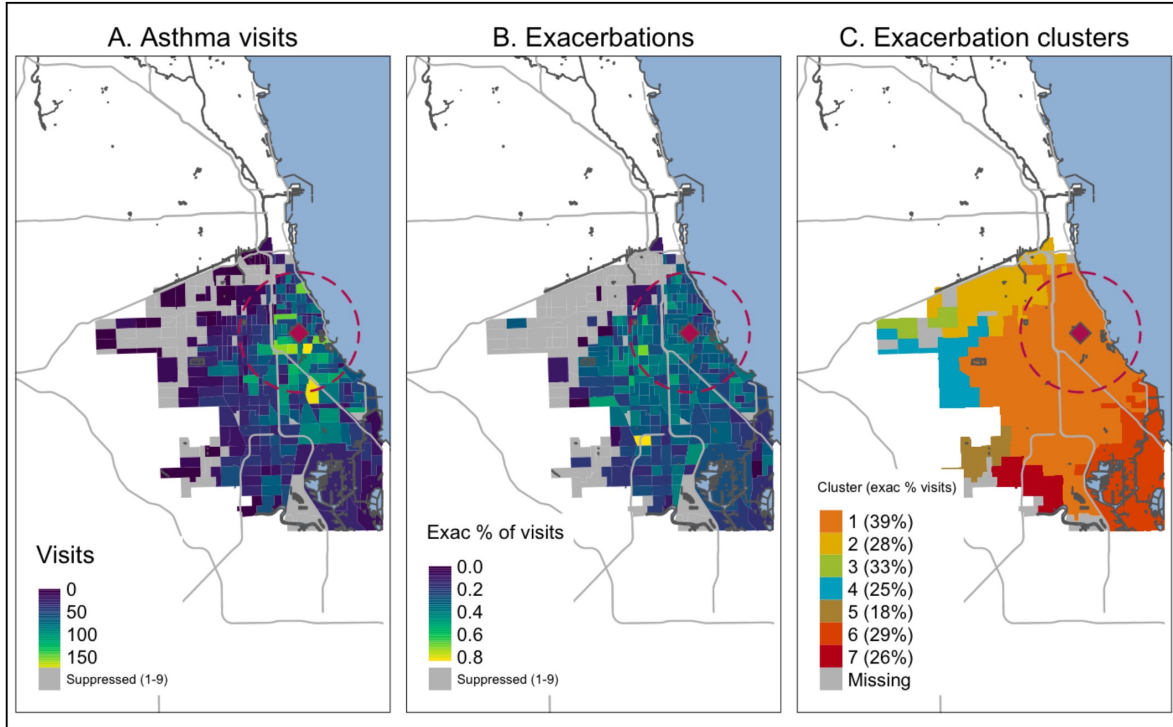 A. Asthma visits
B. Exacerbations
C. Exacerbation clusters
Visits
0
50
100
150
Suppressed (1-9)
Exac % of visits
0.0
0.2
0.4
0.6
0.8
Suppressed (1-9)
Cluster (exac % visits)
1 (39%)
2 (28%)
3 (33%)
4 (25%)
5 (18%)
6 (29%)
7 (26%)
Missing